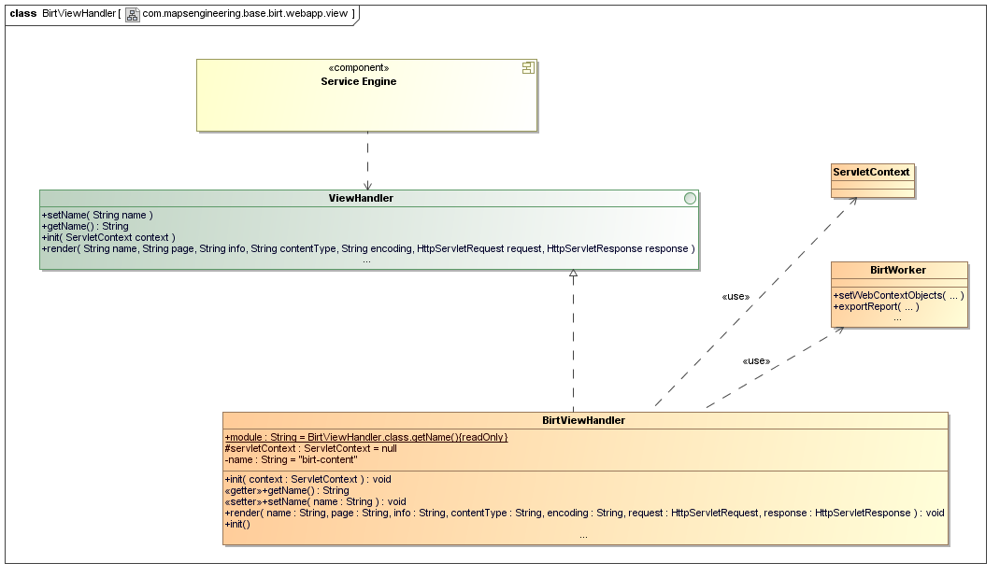 class BirtViewHandler [ com.mapsengineering.base.birt.webapp.view ]
«component»
Service Engine
ServletContext
ViewHandler
+setName( String name )
+getName() : String
+init( ServletContext context )
+render( String name, String page, String info, String contentType, String encoding, HttpServletRequest request, HttpServletResponse response )
...
BirtWorker
+setWebContextObjects( ... )
+exportReport( ... )
...
«use»
«use»
BirtViewHandler
+module : String = BirtViewHandler.class.getName(){readOnly}
#servletContext : ServletContext = null
-name : String = "birt-content"
+init( context : ServletContext ) : void
«getter»+getName() : String
«setter»+setName( name : String ) : void
+render( name : String, page : String, info : String, contentType : String, encoding : String, request : HttpServletRequest, response : HttpServletResponse ) : void
+init()
...